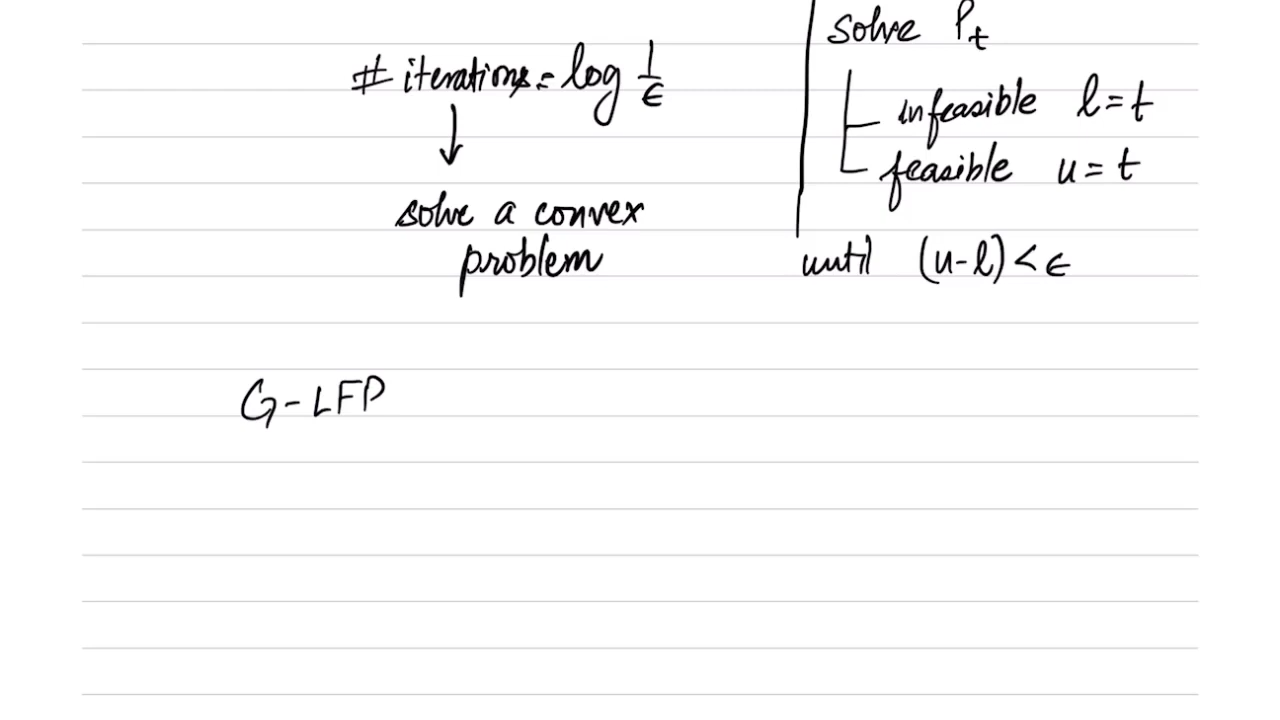 # iterations = log 1/ϵ
↓
solve a convex
problem
solve P_t
infeasible l = t
feasible u = t
until (u - l) < ϵ
G-LFP